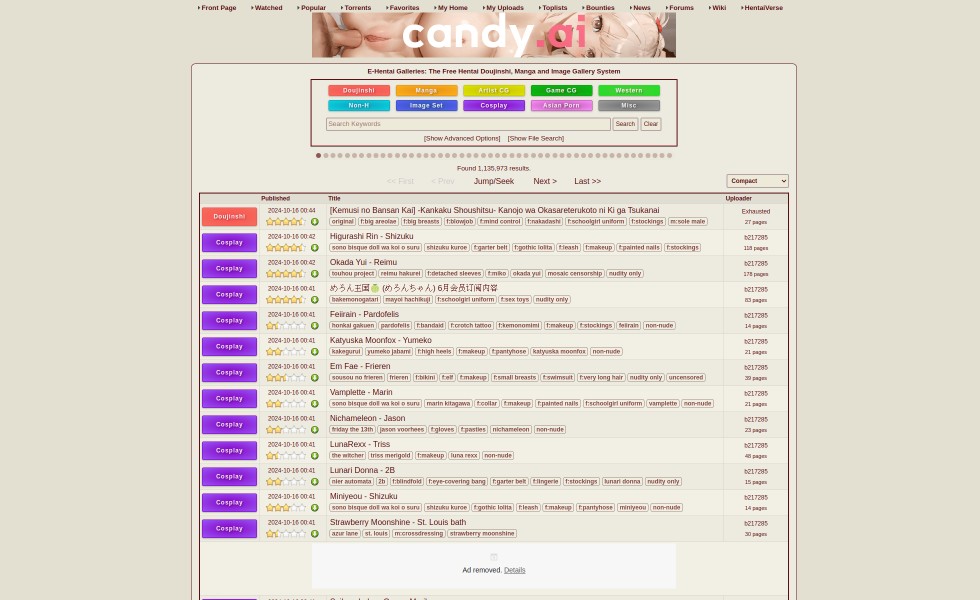 Front Page Watched Popular Torrents Favorites My Home My Uploads Toplists Bounties News Forums Wiki HentaiVerse
candy.ai
E-Hentai Galleries: The Free Hentai Doujinshi, Manga and Image Gallery System
Doujinshi Manga Artist CG Game CG Western
Non-H Image Set Cosplay Asian Porn Misc
Search Keywords Search Clear
[Show Advanced Options] [Show File Search]
Found 1,135,973 results.
<< First < Prev Jump/Seek Next > Last >> Compact
Published Title Uploader
Doujinshi 2024-10-16 00:44 [Kemusi no Bansan Kai] -Kankaku Shoushitsu- Kanojo wa Okasareterukoto ni Ki ga Tsukanai Exhausted
original f:big areolae f:big breasts f:blowjob f:mind control f:nakadashi f:schoolgirl uniform f:stockings m:sole male 27 pages
Cosplay 2024-10-16 00:42 Higurashi Rin - Shizuku b217285
sono bisque doll wa koi o suru shizuku kuroe f:garter belt f:gothic lolita f:leash f:makeup f:painted nails f:stockings 118 pages
Cosplay 2024-10-16 00:42 Okada Yui - Reimu b217285
touhou project reimu hakurei f:detached sleeves f:miko okada yui mosaic censorship nudity only 178 pages
Cosplay 2024-10-16 00:41 めろん王国🍈 (めろんちゃん) 6月会员订阅内容 b217285
bakemonogatari mayoi hachikuji f:schoolgirl uniform f:sex toys nudity only 83 pages
Cosplay 2024-10-16 00:41 Feiirain - Pardofelis b217285
honkai gakuen pardofelis f:bandaid f:crotch tattoo f:kemonomimi f:makeup f:stockings feiirain non-nude 14 pages
Cosplay 2024-10-16 00:41 Katyuska Moonfox - Yumeko b217285
kakegurui yumeko jabami f:high heels f:makeup f:pantyhose katyuska moonfox non-nude 21 pages
Cosplay 2024-10-16 00:41 Em Fae - Frieren b217285
sousou no frieren frieren f:bikini f:elf f:makeup f:small breasts f:swimsuit f:very long hair nudity only uncensored 39 pages
Cosplay 2024-10-16 00:41 Vamplette - Marin b217285
sono bisque doll wa koi o suru marin kitagawa f:collar f:makeup f:painted nails f:schoolgirl uniform vamplette non-nude 21 pages
Cosplay 2024-10-16 00:41 Nichameleon - Jason b217285
friday the 13th jason voorhees f:gloves f:pasties nichameleon non-nude 23 pages
Cosplay 2024-10-16 00:41 LunaRexx - Triss b217285
the witcher triss merigold f:makeup luna rexx non-nude 48 pages
Cosplay 2024-10-16 00:41 Lunari Donna - 2B b217285
nier automata 2b f:blindfold f:eye-covering bang f:garter belt f:lingerie f:stockings lunari donna nudity only 15 pages
Cosplay 2024-10-16 00:41 Miniyeou - Shizuku b217285
sono bisque doll wa koi o suru shizuku kuroe f:gothic lolita f:leash f:makeup f:pantyhose miniyeou non-nude 14 pages
Cosplay 2024-10-16 00:41 Strawberry Moonshine - St. Louis bath b217285
azur lane st. louis m:crossdressing strawberry moonshine 30 pages
Ad removed. Details